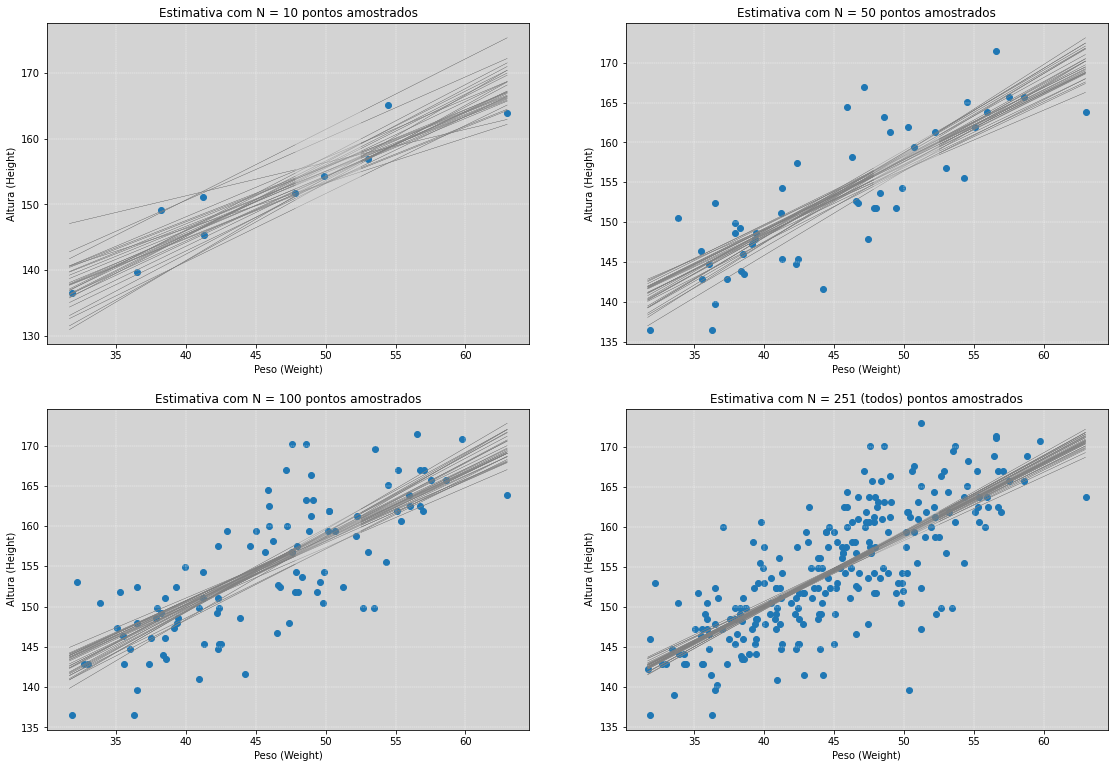 Estimativa com N = 10 pontos amostrados
170
160
150
140
130
Altura (Height)
35 40 45 50 55 60
Peso (Weight)
Estimativa com N = 50 pontos amostrados
170
165
160
155
150
145
140
135
Altura (Height)
35 40 45 50 55 60
Peso (Weight)
Estimativa com N = 100 pontos amostrados
170
165
160
155
150
145
140
135
Altura (Height)
35 40 45 50 55 60
Peso (Weight)
Estimativa com N = 251 (todos) pontos amostrados
170
165
160
155
150
145
140
135
Altura (Height)
35 40 45 50 55 60
Peso (Weight)